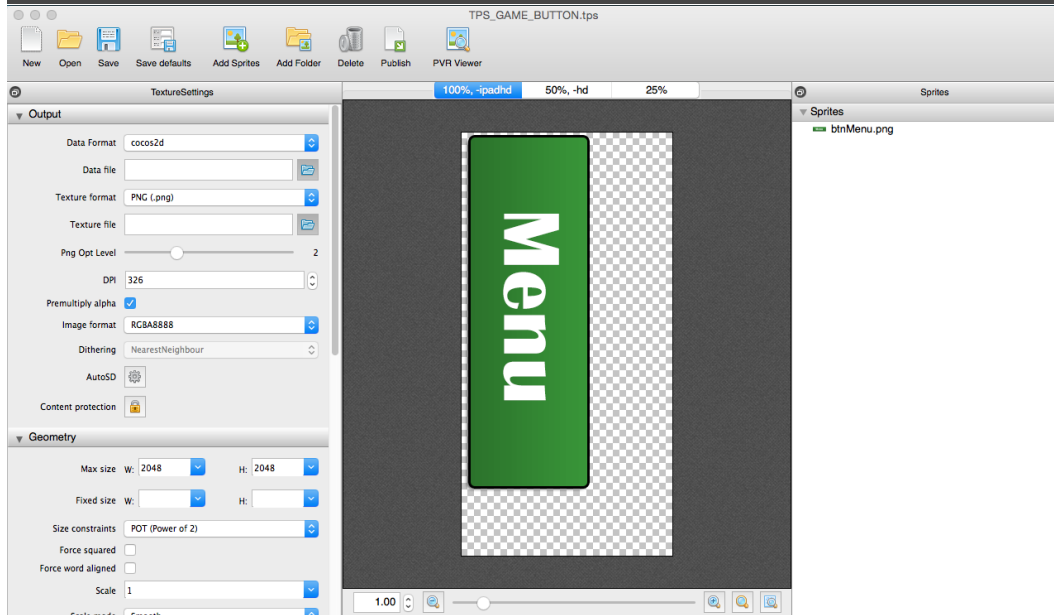 TPS_GAME_BUTTON.tps
New Open Save Save defaults Add Sprites Add Folder Delete Publish PVR Viewer
TextureSettings
100%, -ipadhd 50%, -hd 25%
Sprites
Output
Sprites
btnMenu.png
Data Format cocos2d
Data file
Texture format PNG (.png)
Texture file
Png Opt Level 2
DPI 326
Premultiply alpha
Image format RGBA8888
Dithering NearestNeighbour
AutoSD
Content protection
Geometry
Max size W: 2048 H: 2048
Fixed size W: H:
Size constraints POT (Power of 2)
Force squared
Force word aligned
Scale 1
Scale mode Smooth
Menu
1.00